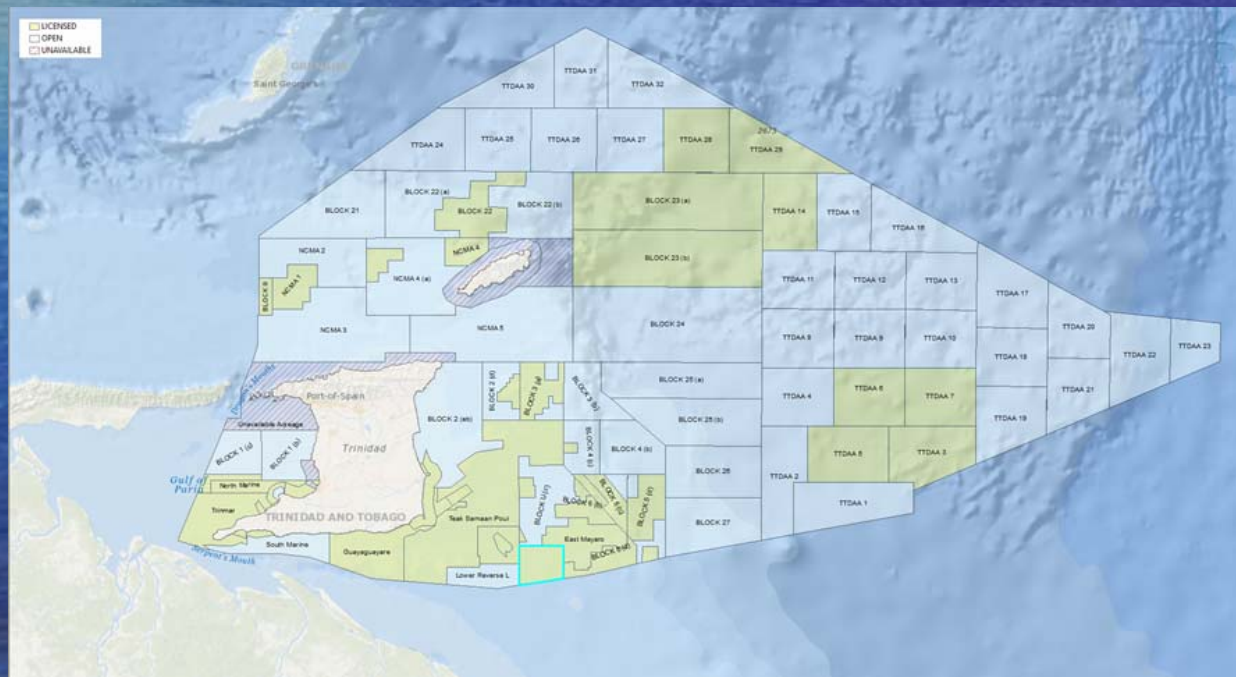 LICENSED
OPEN
UNAVAILABLE
Saint George's
TTDAA 30
TTDAA 31
TTDAA 32
TTDAA 24
TTDAA 25
TTDAA 26
TTDAA 27
TTDAA 28
TTDAA 29
BLOCK 21
BLOCK 22 (a)
BLOCK 22
BLOCK 22 (b)
BLOCK 23 (a)
TTDAA 14
TTDAA 15
TTDAA 16
NCMA 2
NCMA 4
NCMA 4 (a)
BLOCK 23 (b)
TTDAA 11
TTDAA 12
TTDAA 13
NCMA 1
TTDAA 17
NCMA 3
NCMA 5
BLOCK 24
TTDAA 9
TTDAA 10
TTDAA 20
TTDAA 22
TTDAA 23
TTDAA 18
BLOCK 2 (d)
BLOCK 3 (a)
BLOCK 3 (b)
BLOCK 25 (a)
Port-of-Spain
TTDAA 4
TTDAA 6
TTDAA 7
TTDAA 21
BLOCK 2 (ab)
BLOCK 25 (b)
TTDAA 19
Unavailable Acreage
BLOCK 1 (a)
BLOCK 1 (b)
Trinidad
BLOCK 4 (c)
BLOCK 4 (b)
BLOCK 26
TTDAA 2
TTDAA 5
TTDAA 3
Gulf of
Paria
North Marine
TTDAA 1
Trinmar
TRINIDAD AND TOBAGO
Teak Samaan Poui
BLOCK 27
South Marine
Guayaguayare
East Mayaro
Serpent's Mouth
Lower Reverse L